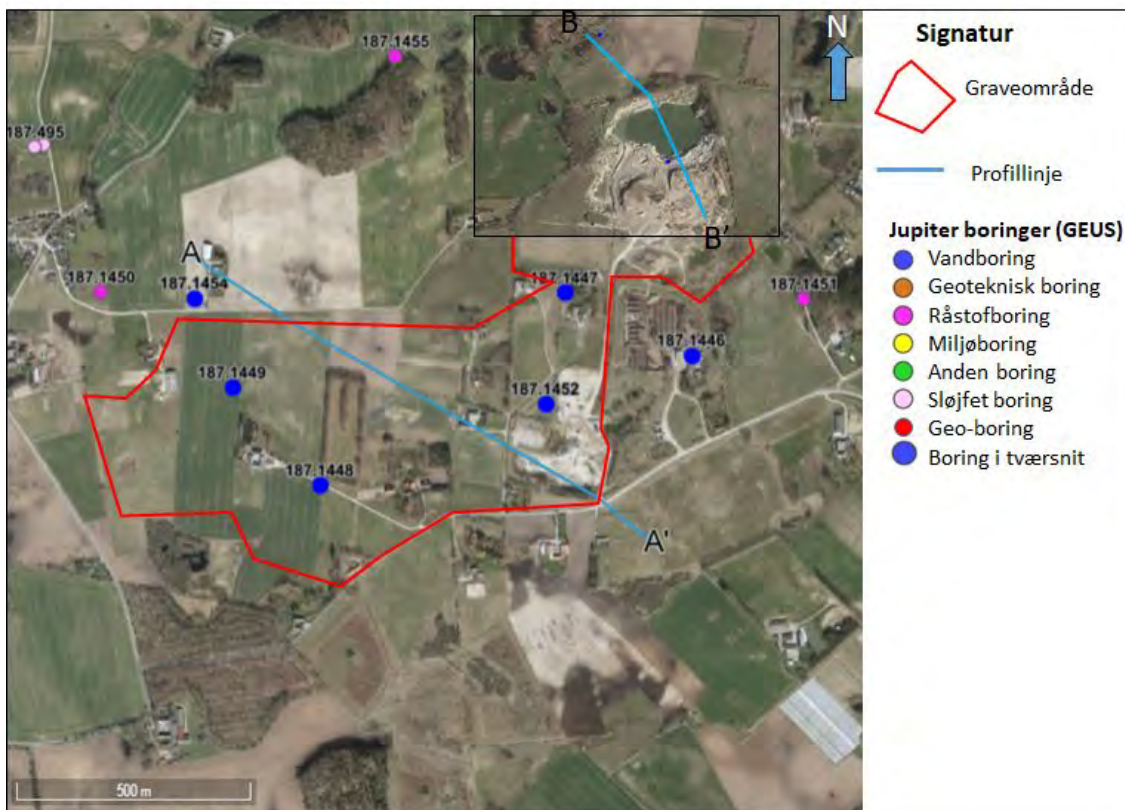 187.1455
B
N
187.495
B'
A
187.1454
187.1450
187.1447
187.1451
187.1446
187.1449
187.1452
187.1448
A'
500 m
Signatur
Graveområde
Profillinje
Jupiter boringer (GEUS)
Vandboring
Geoteknisk boring
Råstofboring
Miljøboring
Anden boring
Sløjfet boring
Geo-boring
Boring i tværsnit